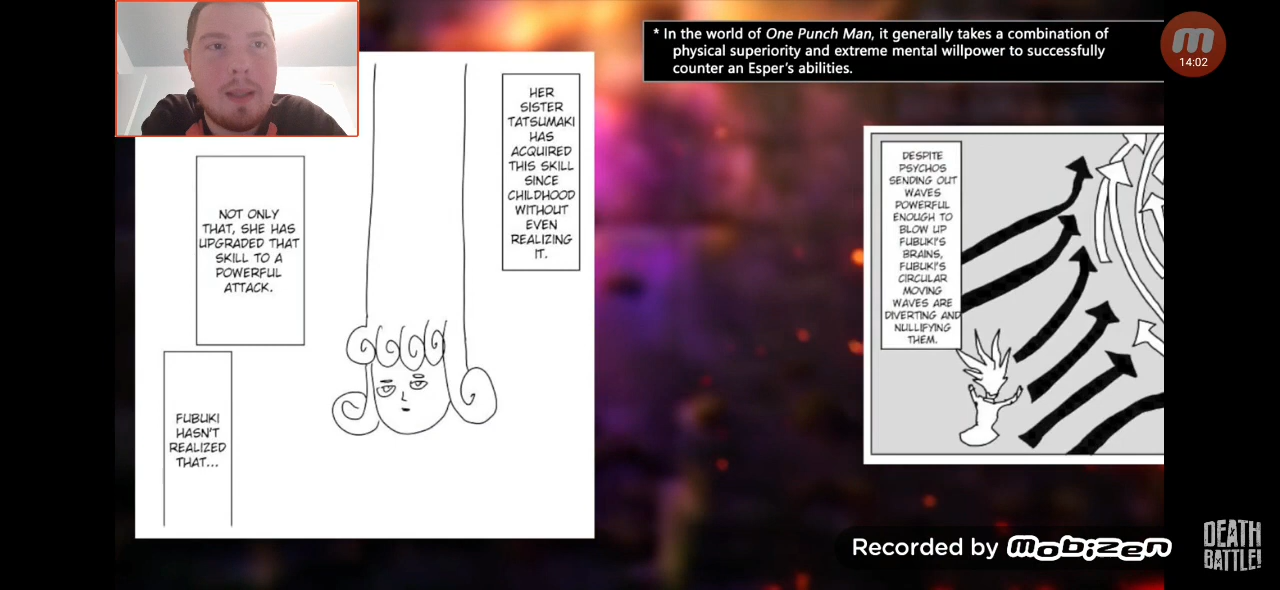 * In the world of One Punch Man, it generally takes a combination of
physical superiority and extreme mental willpower to successfully
counter an Esper's abilities.
14:02
HER
SISTER
TATSUMAKI
HAS
ACQUIRED
THIS SKILL
SINCE
CHILDHOOD
WITHOUT
EVEN
REALIZING
IT.
NOT ONLY
THAT, SHE HAS
UPGRADED THAT
SKILL TO A
POWERFUL
ATTACK.
FUBUKI
HASN'T
REALIZED
THAT...
DESPITE
PSYCHOS
SENDING OUT
WAVES
POWERFUL
ENOUGH TO
BLOW UP
FUBUKI'S
BRAINS,
FUBUKI'S
CIRCULAR
MOVING
WAVES ARE
DIVERTING AND
NULLIFYING
THEM.
Recorded by Mobizen
DEATH
BATTLE!